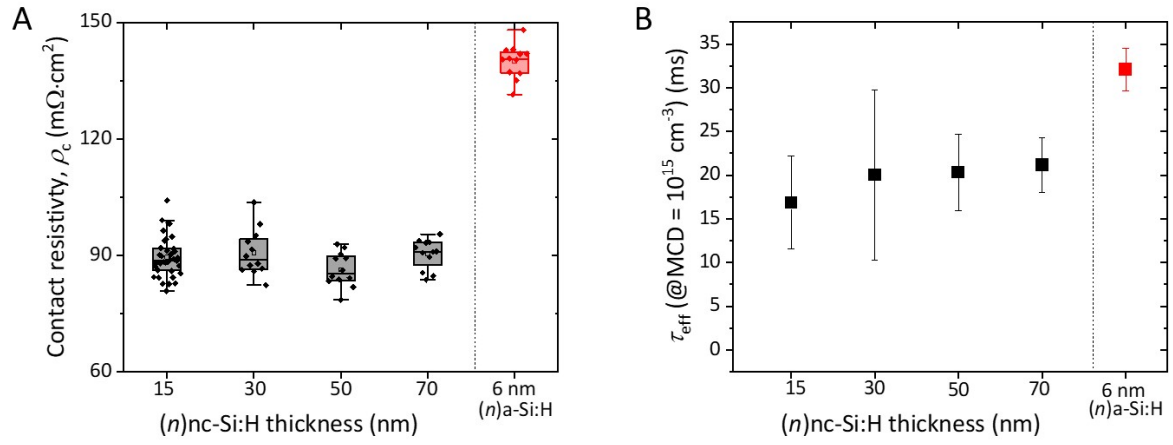 A
Contact resistivty, ρc (mΩ·cm²)
150
120
90
60
15
30
50
70
6 nm
(n)a-Si:H
(n)nc-Si:H thickness (nm)
B
τeff (@MCD = 10¹⁵ cm⁻³) (ms)
35
30
25
20
15
10
5
0
15
30
50
70
6 nm
(n)a-Si:H
(n)nc-Si:H thickness (nm)